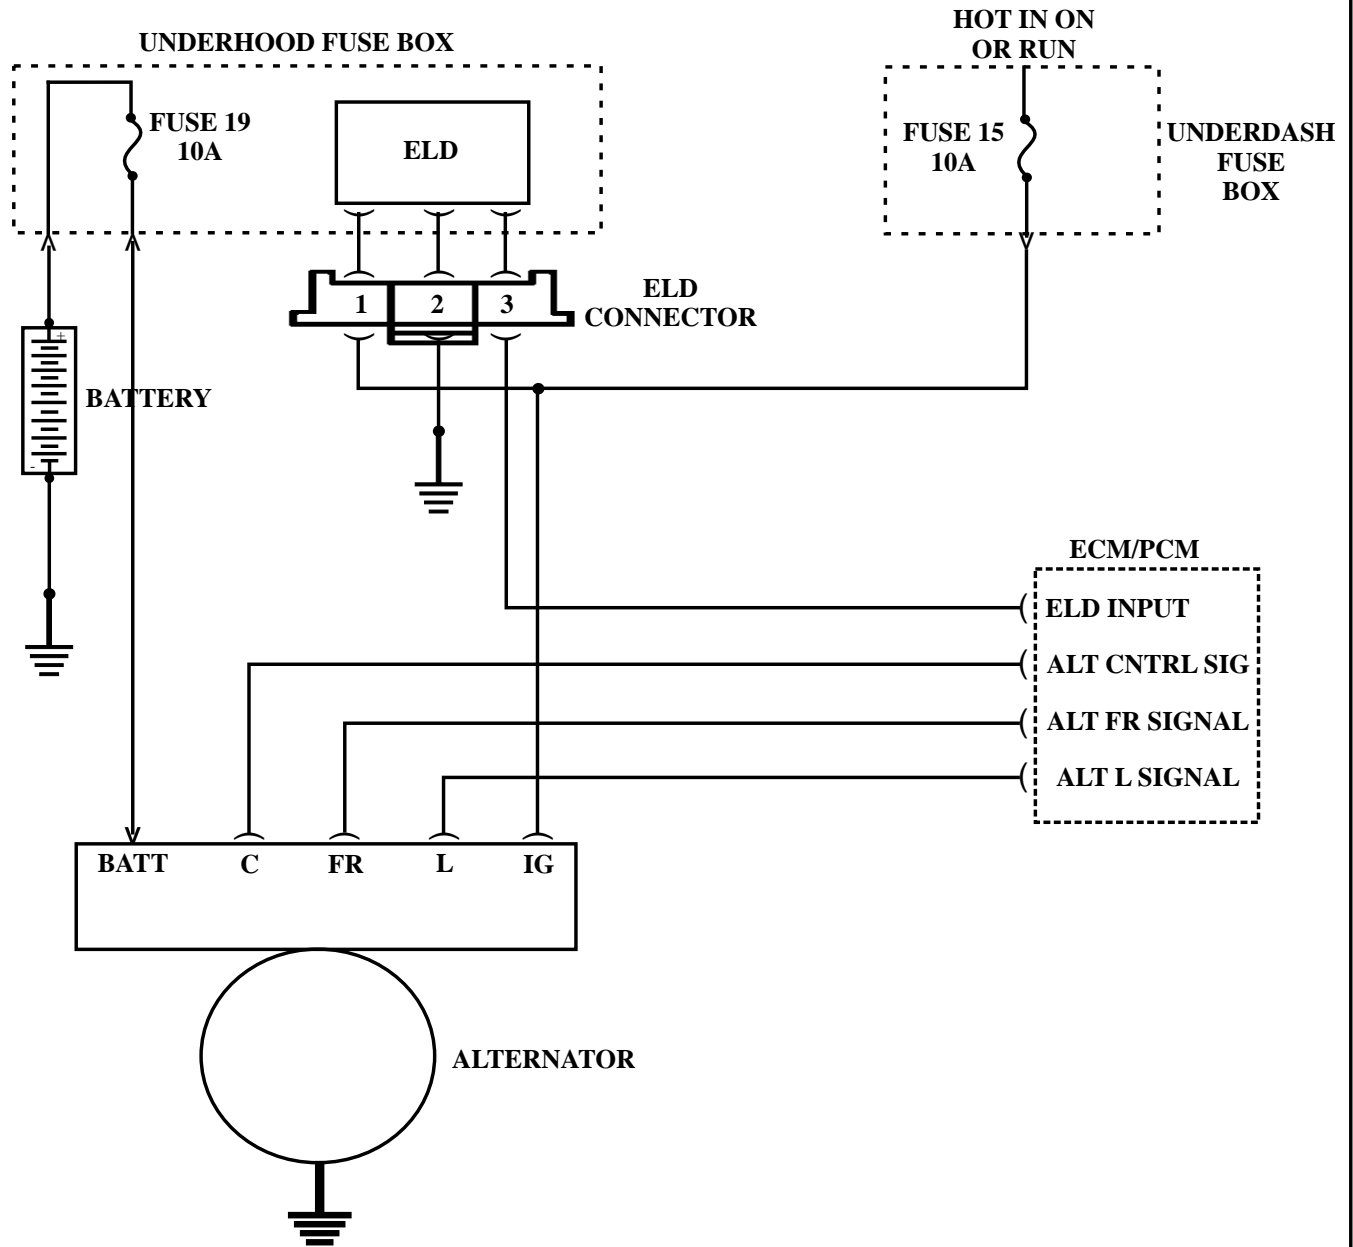 HOT IN ON
OR RUN
UNDERHOOD FUSE BOX
FUSE 19
10A
ELD
FUSE 15
10A
UNDERDASH
FUSE
BOX
1 2 3
ELD
CONNECTOR
+
BATTERY
-
ECM/PCM
ELD INPUT
ALT CNTRL SIG
ALT FR SIGNAL
ALT L SIGNAL
BATT C FR L IG
ALTERNATOR